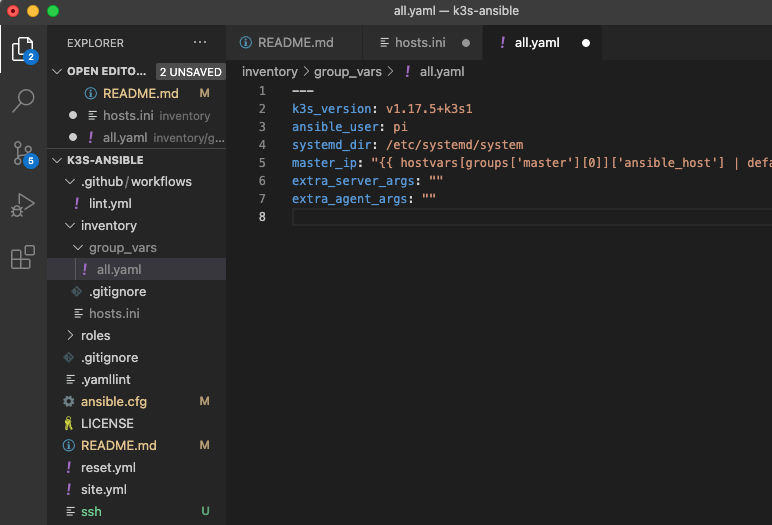 all.yaml — k3s-ansible
EXPLORER ···
README.md
hosts.ini
! all.yaml
OPEN EDITO... 2 UNSAVED
README.md M
hosts.ini inventory
! all.yaml inventory/g...
K3S-ANSIBLE
.github/workflows
! lint.yml
inventory
group_vars
! all.yaml
.gitignore
hosts.ini
roles
.gitignore
.yamllint
ansible.cfg M
LICENSE
README.md M
! reset.yml
! site.yml
ssh U
2
5
inventory > group_vars > ! all.yaml
1 ---
2 k3s_version: v1.17.5+k3s1
3 ansible_user: pi
4 systemd_dir: /etc/systemd/system
5 master_ip: "{{ hostvars[groups['master'][0]]['ansible_host'] | defa
6 extra_server_args: ""
7 extra_agent_args: ""
8